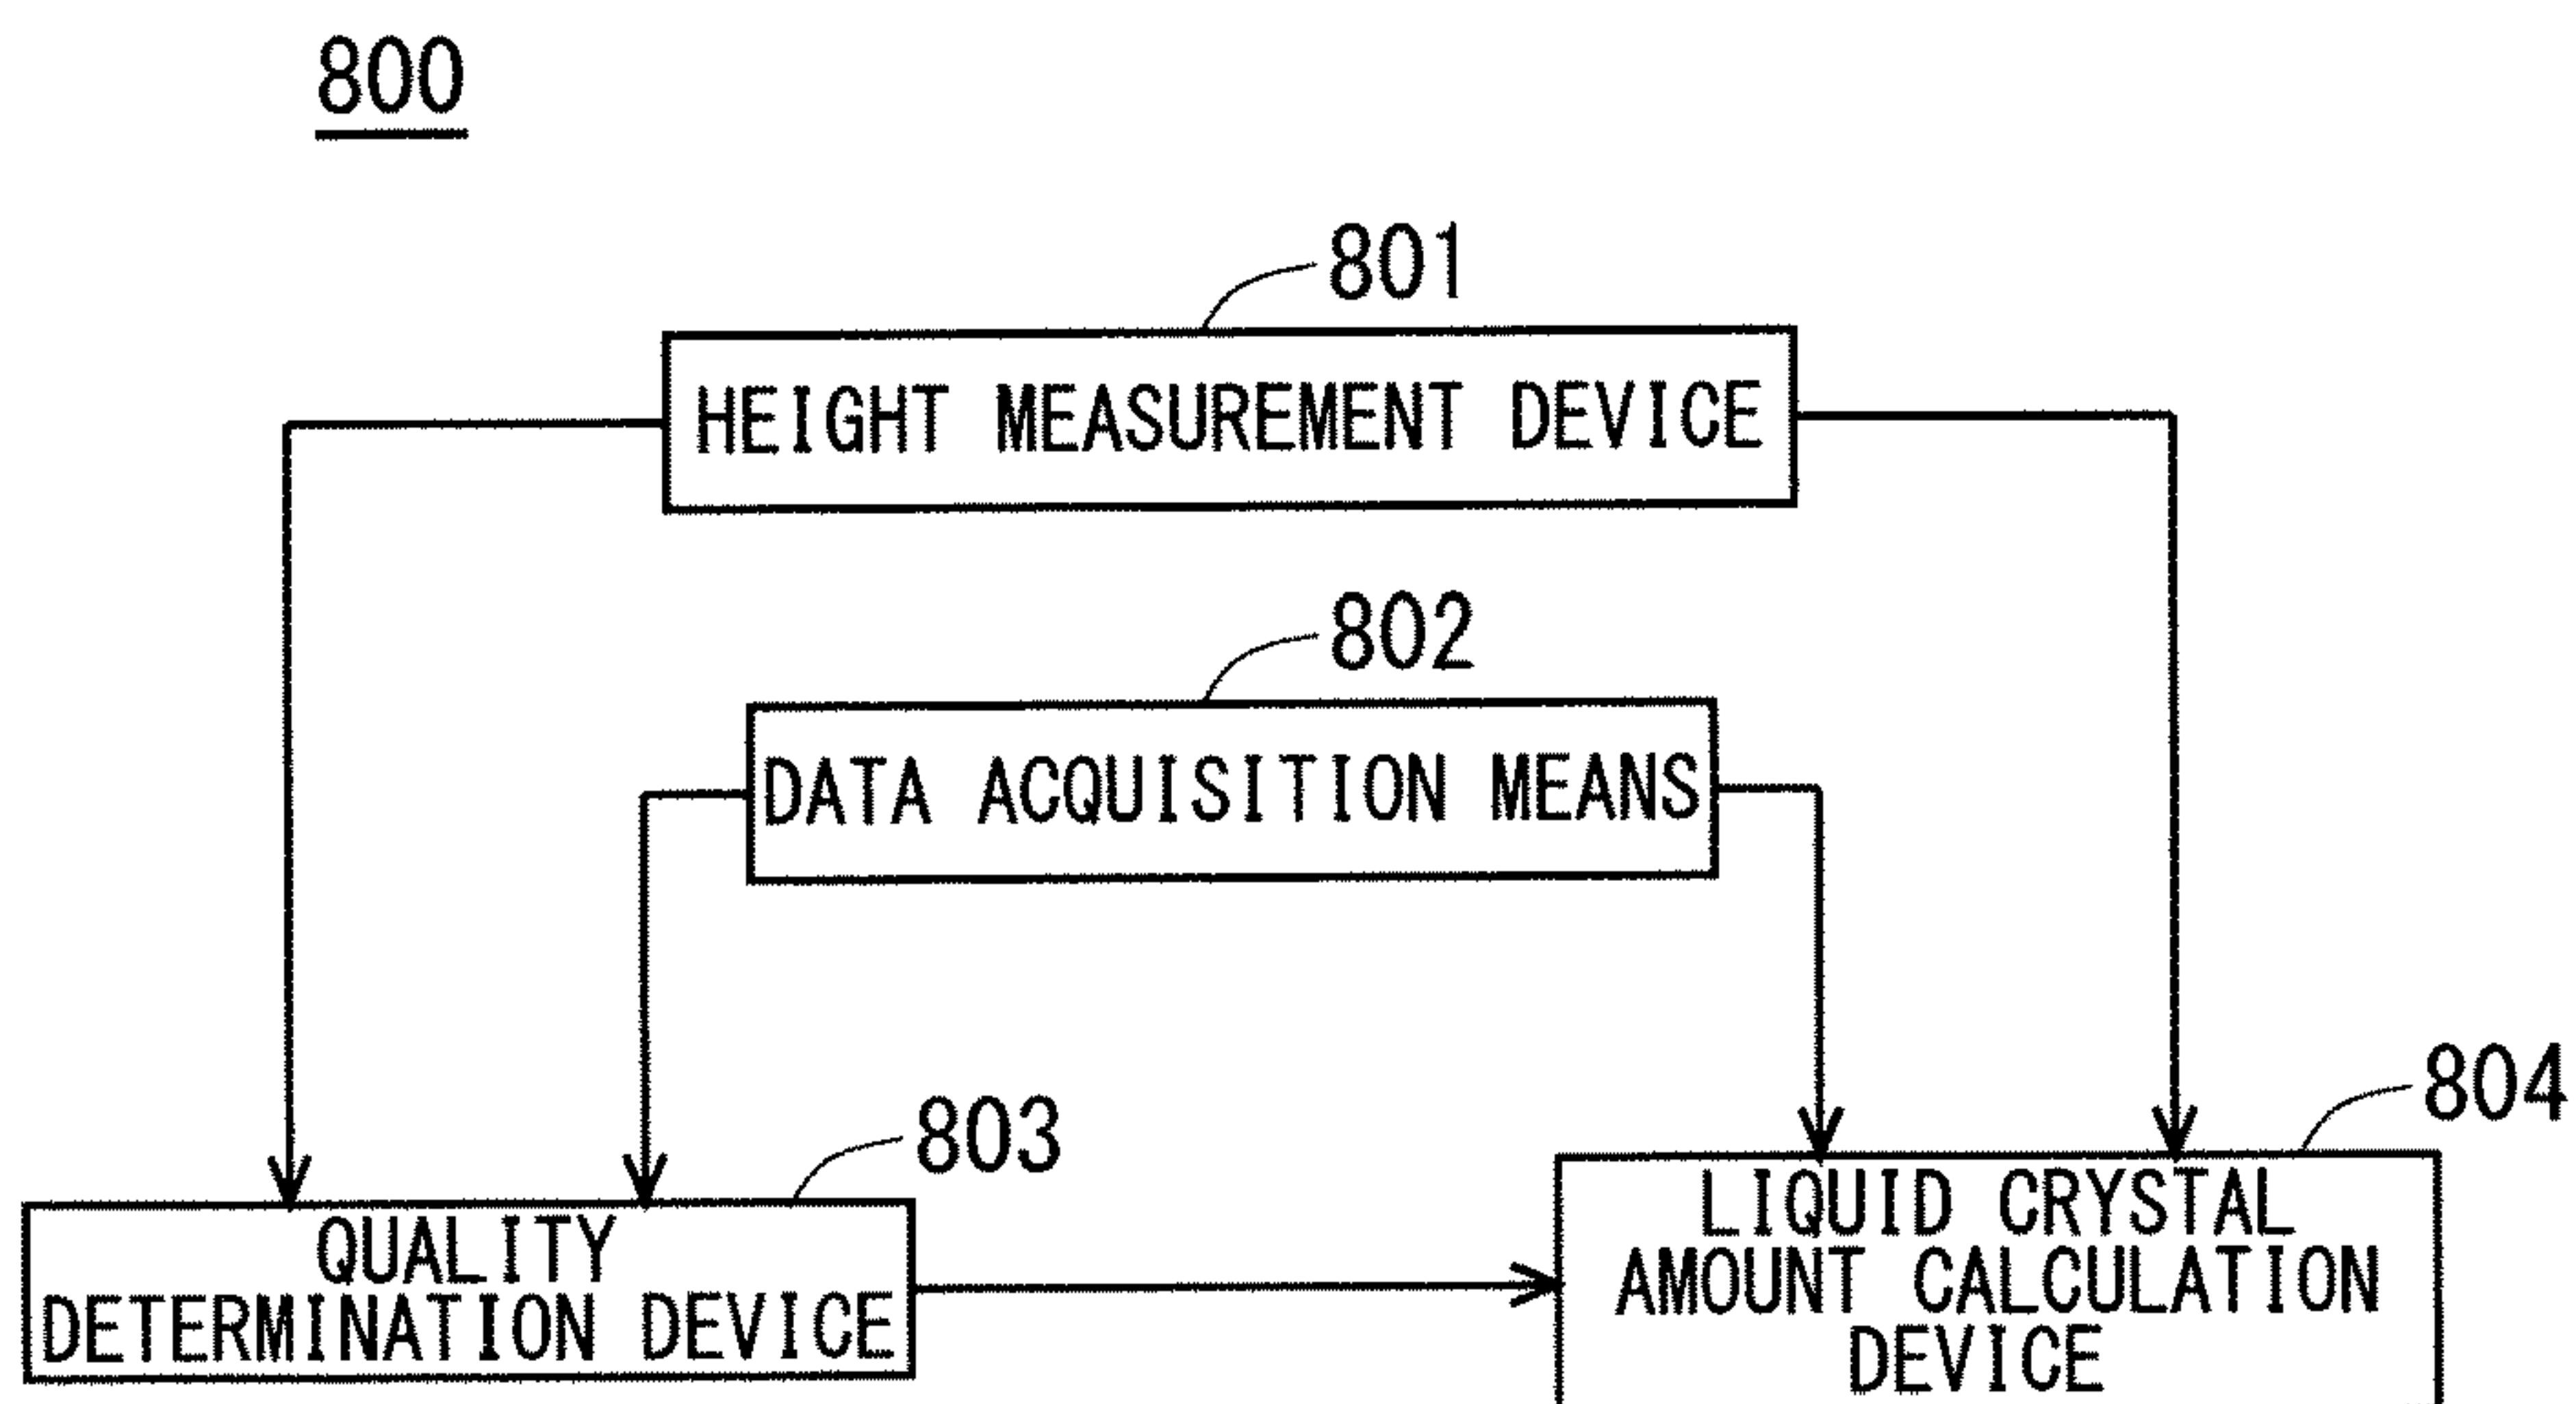 800
801
HEIGHT MEASUREMENT DEVICE
802
DATA ACQUISITION MEANS
803
QUALITY
DETERMINATION DEVICE
804
LIQUID CRYSTAL
AMOUNT CALCULATION
DEVICE